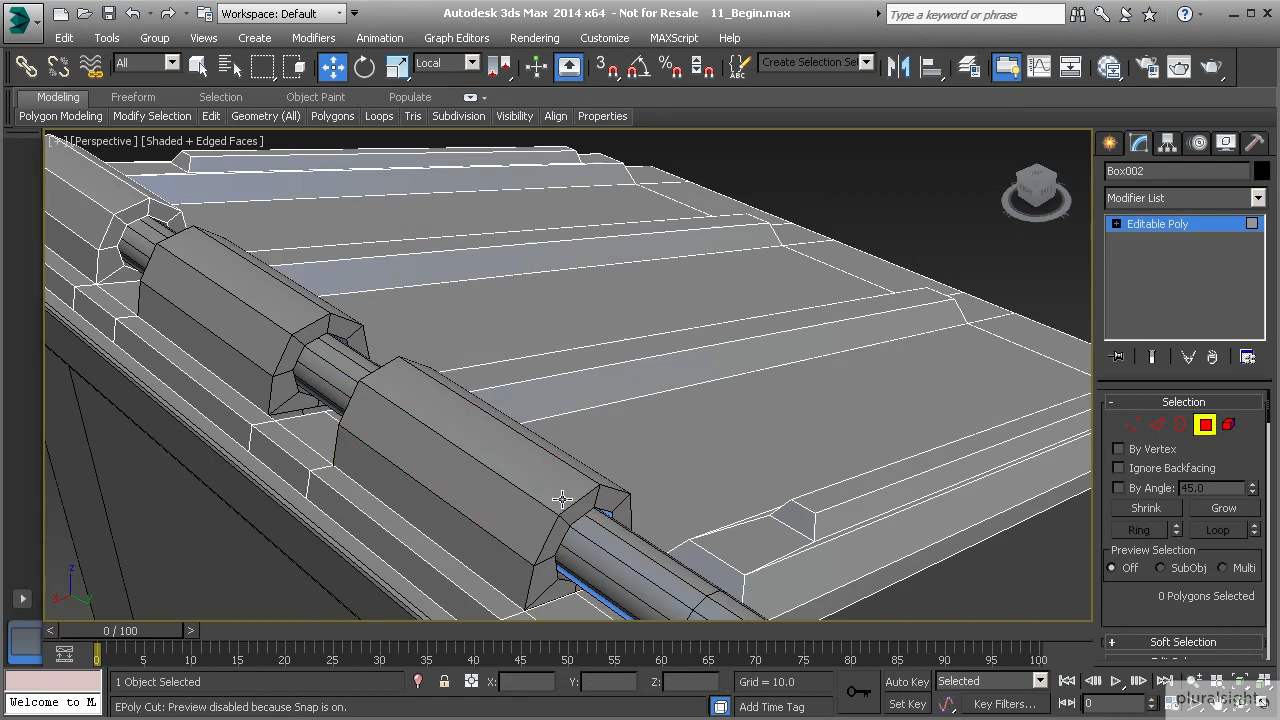 Workspace: Default
Autodesk 3ds Max 2014 x64 - Not for Resale 11_Begin.max
Type a keyword or phrase
File Edit Tools Group Views Create Modifiers Animation Graph Editors Rendering Customize MAXScript Help
All
Local
3
Create Selection Se
Modeling Freeform Selection Object Paint Populate
Polygon Modeling Modify Selection Edit Geometry (All) Polygons Loops Tris Subdivision Visibility Align Properties
[+] [Perspective ] [Shaded + Edged Faces ]
Box002
Modifier List
Editable Poly
Selection
By Vertex
Ignore Backfacing
By Angle: 45.0
Shrink Grow
Ring Loop
Preview Selection
Off SubObj Multi
0 Polygons Selected
Soft Selection
z
x
y
< 0 / 100 >
0 5 10 15 20 25 30 35 40 45 50 55 60 65 70 75 80 85 90 95 100
1 Object Selected
X: Y: Z: Grid = 10.0
Auto Key Selected
Welcome to M
EPoly Cut: Preview disabled because Snap is on.
Add Time Tag
Set Key Key Filters...
0
pluralsight